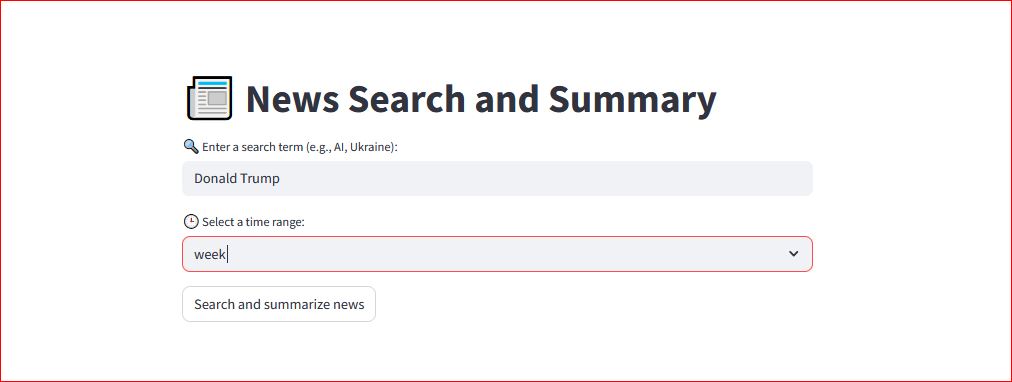 News Search and Summary
Enter a search term (e.g., AI, Ukraine):
Donald Trump
Select a time range:
week
Search and summarize news